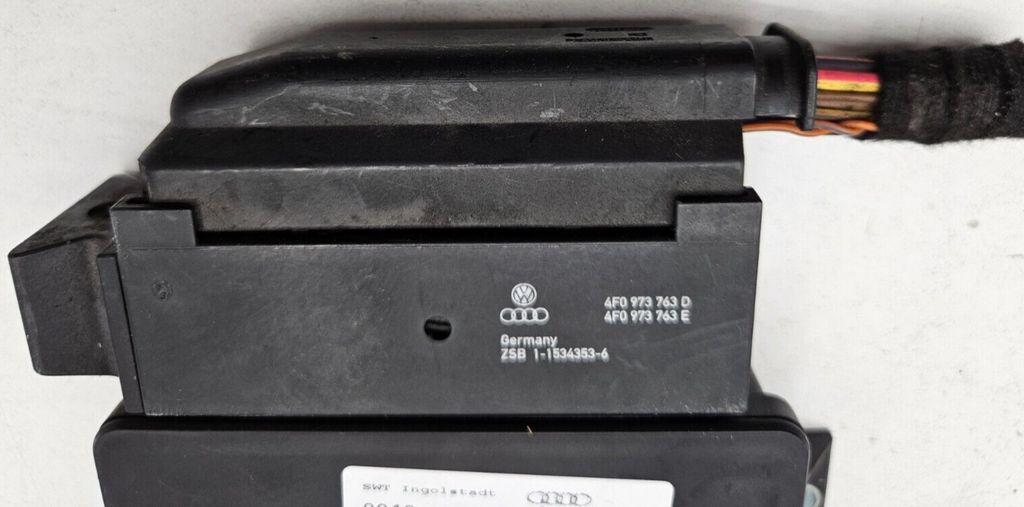 4F0 973 763 D
4F0 973 763 E
Germany
ZSB 1-1534353-6
SWT Ingolstadt